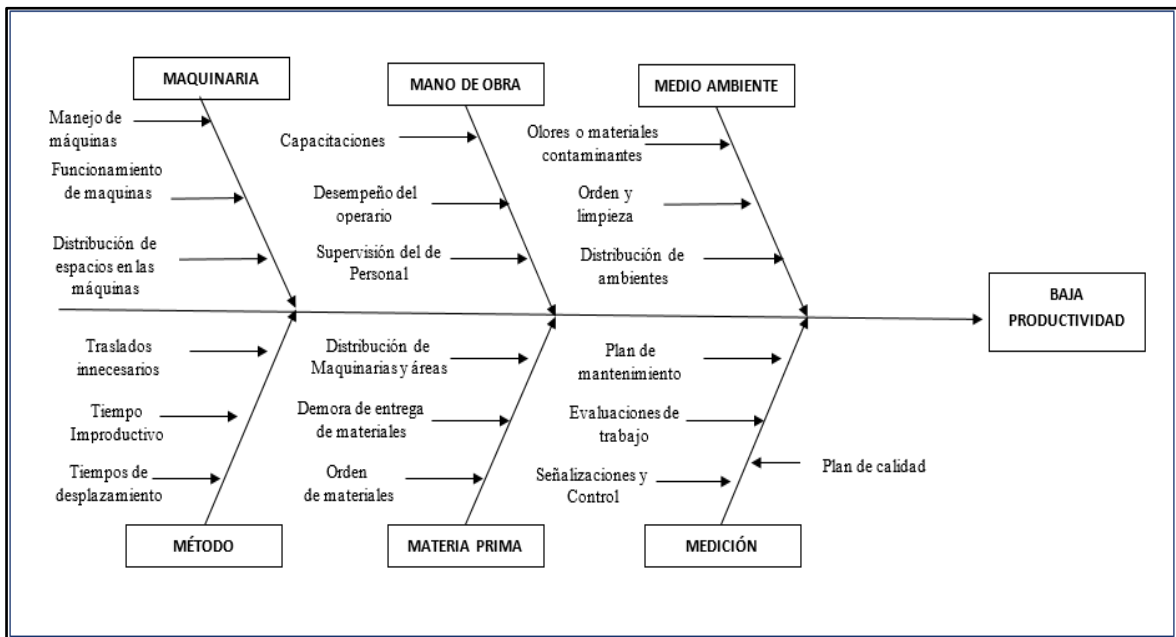 MAQUINARIA
MANO DE OBRA
MEDIO AMBIENTE
Manejo de
máquinas
Funcionamiento
de maquinas
Distribución de
espacios en las
máquinas
Capacitaciones
Desempeño del
operario
Supervisión del de
Personal
Olores o materiales
contaminantes
Orden y
limpieza
Distribución de
ambientes
BAJA
PRODUCTIVIDAD
Traslados
innecesarios
Tiempo
Improductivo
Tiempos de
desplazamiento
Distribución de
Maquinarias y áreas
Demora de entrega
de materiales
Orden
de materiales
Plan de
mantenimiento
Evaluaciones de
trabajo
Señalizaciones y
Control
Plan de calidad
MÉTODO
MATERIA PRIMA
MEDICIÓN